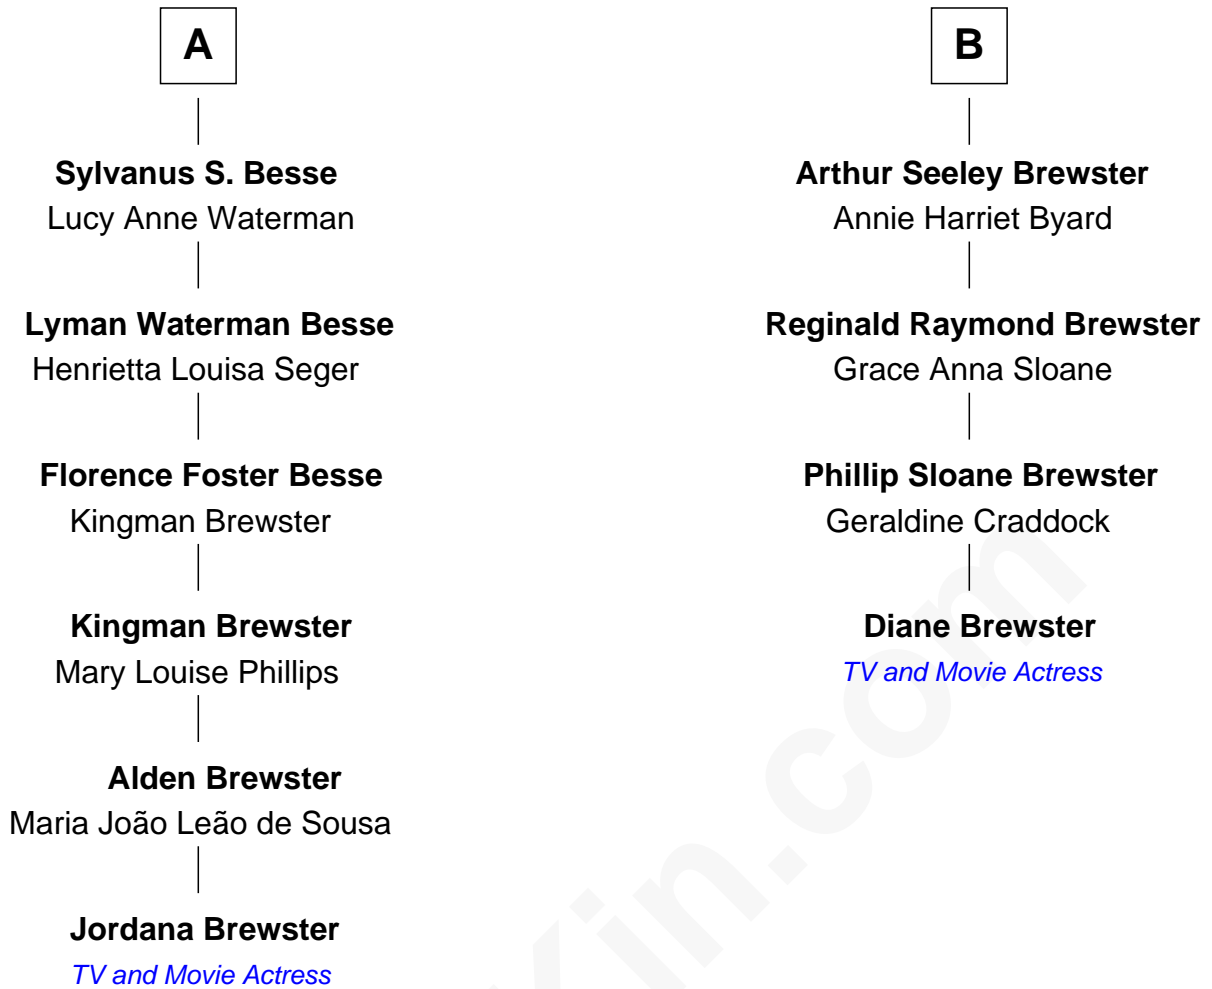 A
Sylvanus S. Besse
Lucy Anne Waterman
Lyman Waterman Besse
Henrietta Louisa Seger
Florence Foster Besse
Kingman Brewster
Kingman Brewster
Mary Louise Phillips
Alden Brewster
Maria João Leão de Sousa
Jordana Brewster
TV and Movie Actress
B
Arthur Seeley Brewster
Annie Harriet Byard
Reginald Raymond Brewster
Grace Anna Sloane
Phillip Sloane Brewster
Geraldine Craddock
Diane Brewster
TV and Movie Actress
Kin.com